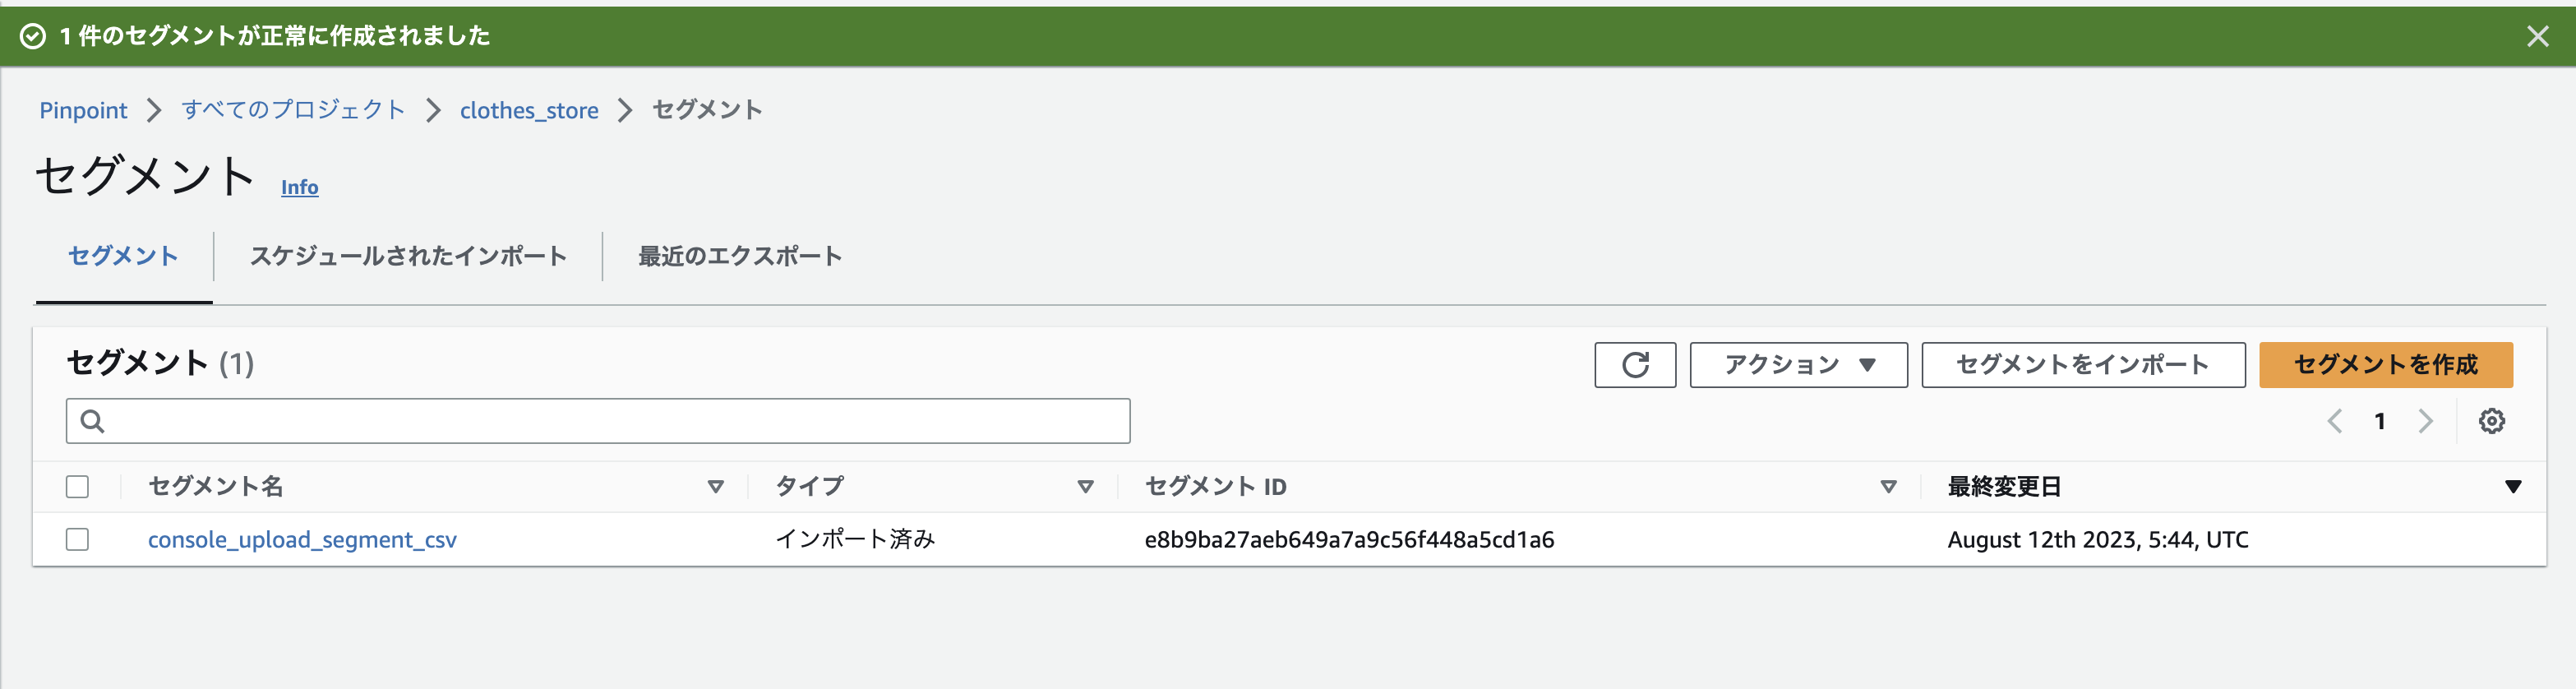 1 件のセグメントが正常に作成されました
Pinpoint すべてのプロジェクト clothes_store セグメント
セグメント Info
セグメント スケジュールされたインポート 最近のエクスポート
セグメント (1) アクション セグメントをインポート セグメントを作成
1
セグメント名 タイプ セグメント ID 最終変更日
console_upload_segment_csv インポート済み e8b9ba27aeb649a7a9c56f448a5cd1a6 August 12th 2023, 5:44, UTC